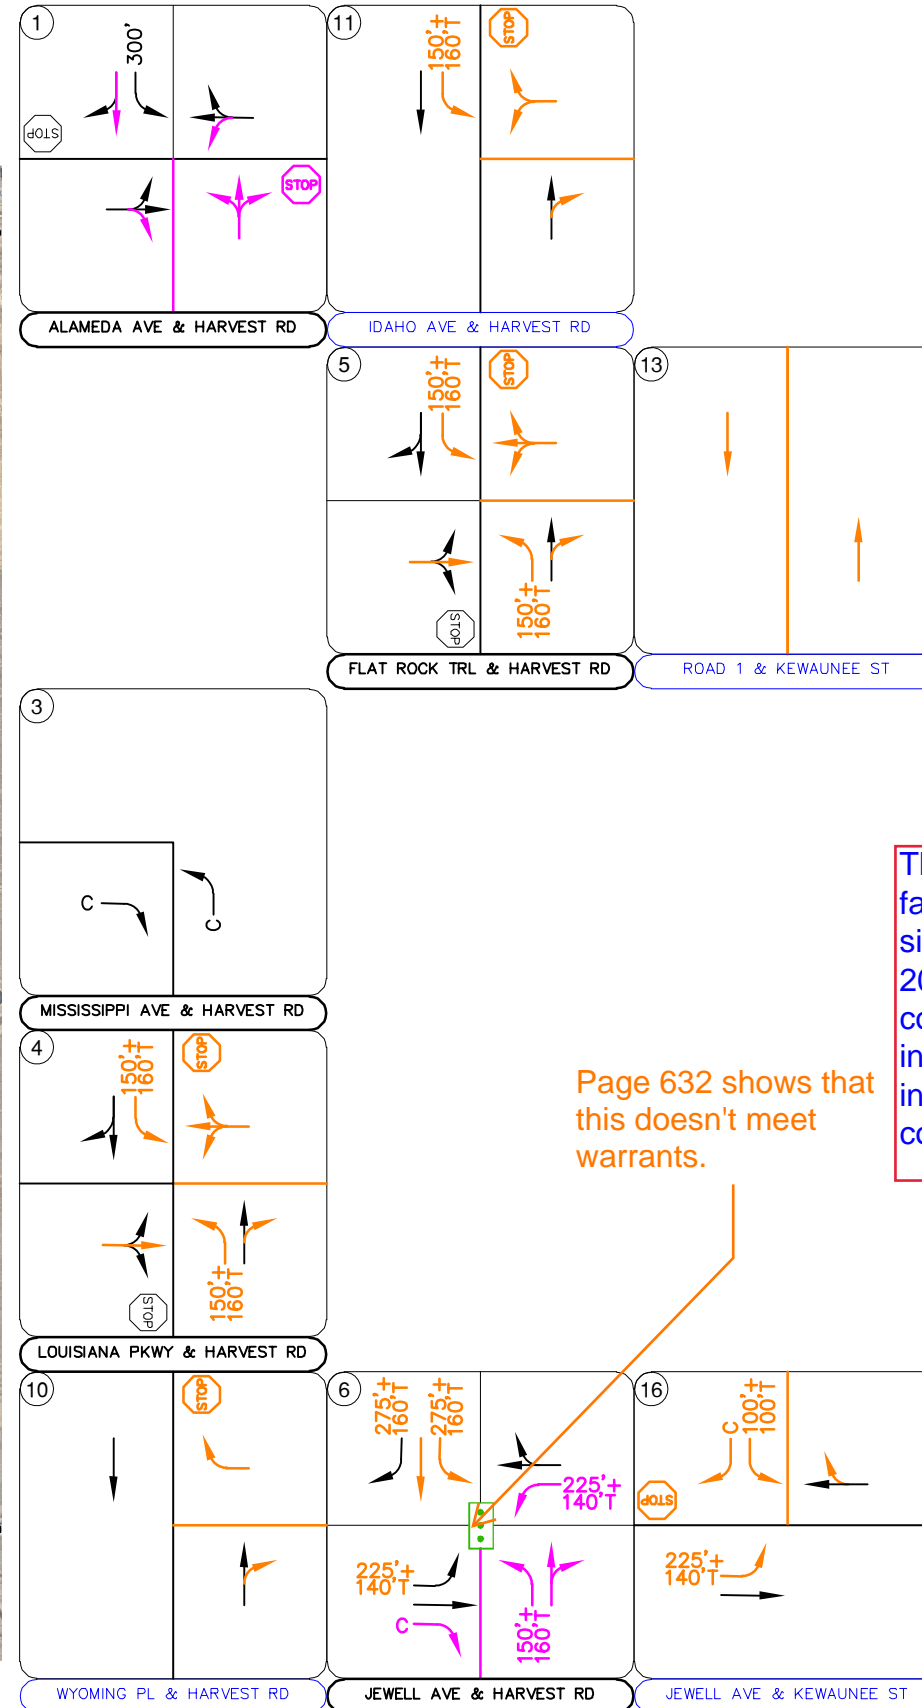 1
300'
STOP
STOP
ALAMEDA AVE & HARVEST RD
11
150'+
160'T
STOP
IDAHO AVE & HARVEST RD
5
150'+
160'T
STOP
STOP
150'+
160'T
FLAT ROCK TRL & HARVEST RD
13
ROAD 1 & KEWAUNEE ST
3
C
C
MISSISSIPPI AVE & HARVEST RD
4
150'+
160'T
STOP
STOP
150'+
160'T
LOUISIANA PKWY & HARVEST RD
Page 632 shows that
this doesn't meet
warrants.
10
STOP
WYOMING PL & HARVEST RD
6
275'+
160'T
275'+
160'T
225'+
140'T
225'+
140'T
C
150'+
160'T
JEWELL AVE & HARVEST RD
16
C
100'+
100'T
STOP
225'+
140'T
JEWELL AVE & KEWAUNEE ST